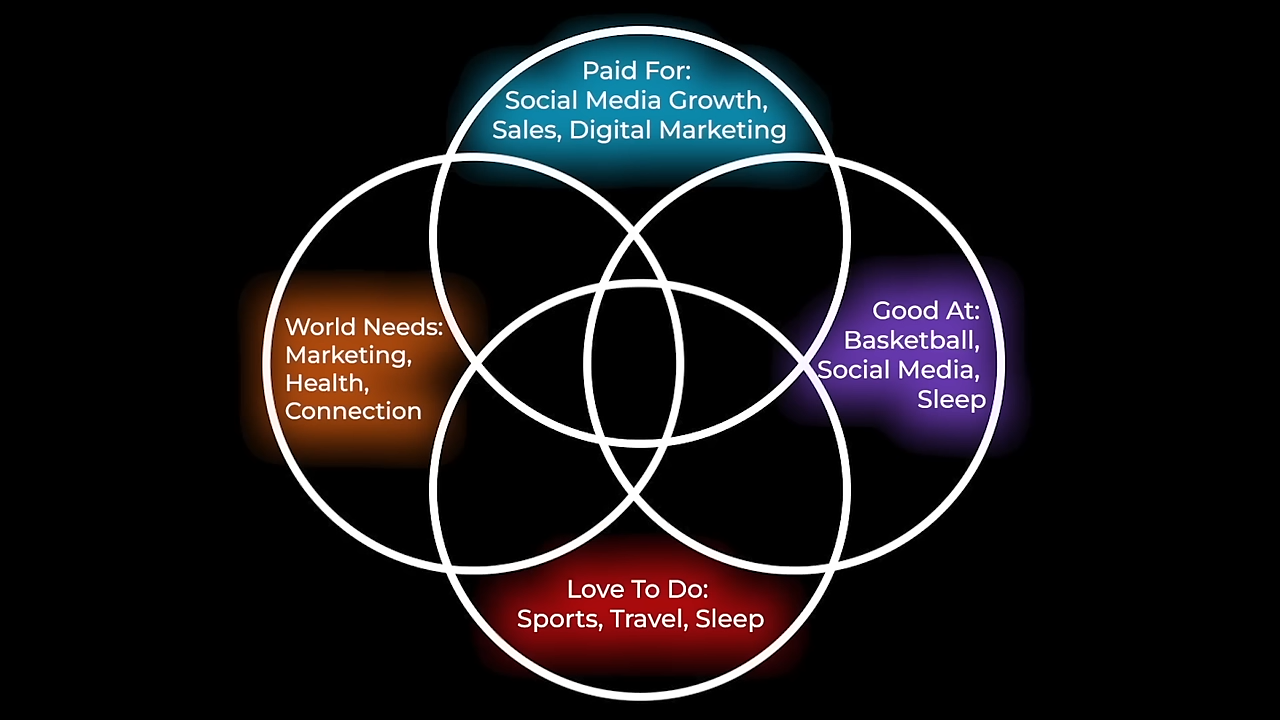 Paid For:
Social Media Growth,
Sales, Digital Marketing
World Needs:
Marketing,
Health,
Connection
Good At:
Basketball,
Social Media,
Sleep
Love To Do:
Sports, Travel, Sleep